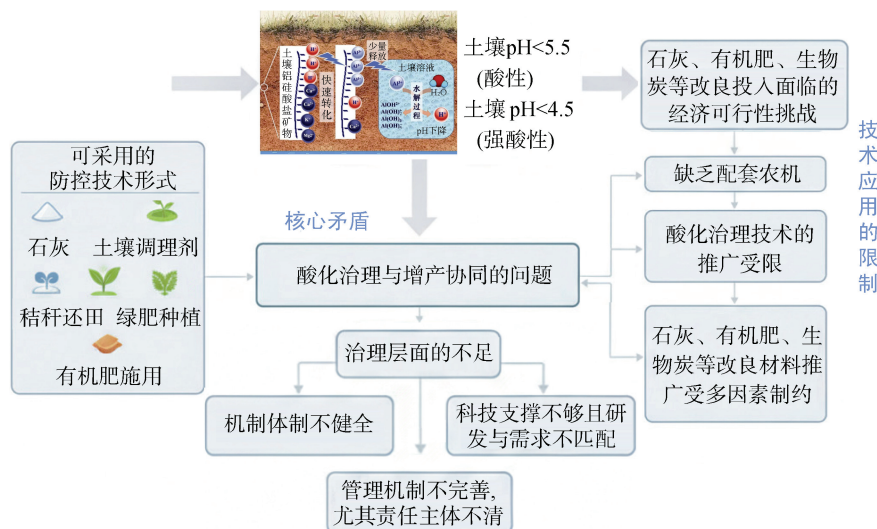 土壤铝硅酸盐矿物
快速转化
少量
释放
土壤溶液
水解过程
H₂O
pH下降
土壤pH<5.5
(酸性)
土壤pH<4.5
(强酸性)
石灰、有机肥、生物
炭等改良投入面临的
经济可行性挑战
技术应用的限制
可采用的
防控技术形式
石灰
土壤调理剂
秸秆还田
绿肥种植
有机肥施用
核心矛盾
酸化治理与增产协同的问题
缺乏配套农机
酸化治理技术的
推广受限
石灰、有机肥、生
物炭等改良材料推
广受多因素制约
治理层面的不足
机制体制不健全
科技支撑不够且研
发与需求不匹配
管理机制不完善,
尤其责任主体不清